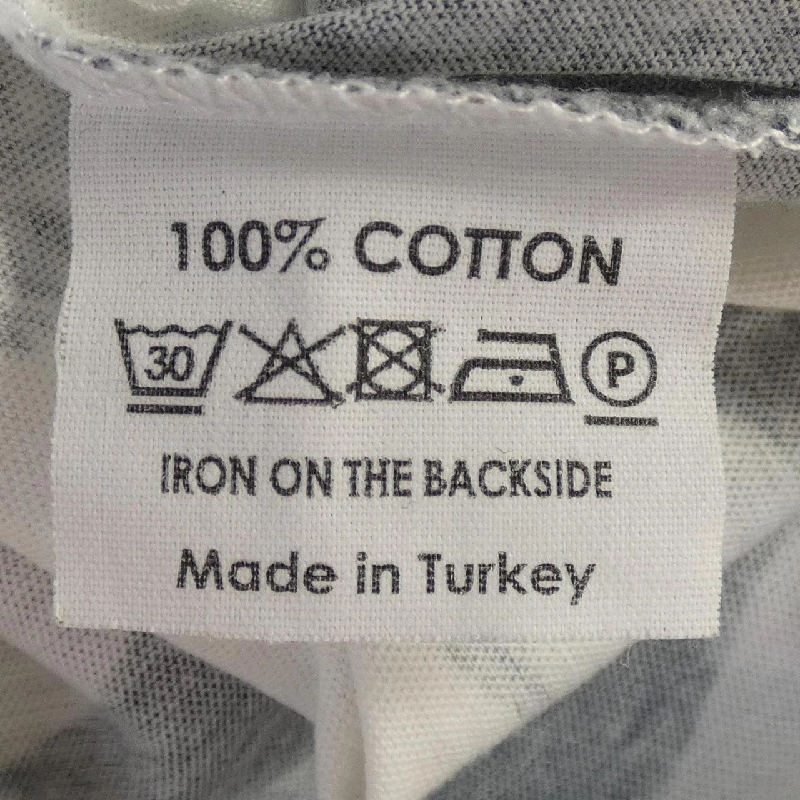 100% COTTON
30 P
IRON ON THE BACKSIDE
Made in Turkey